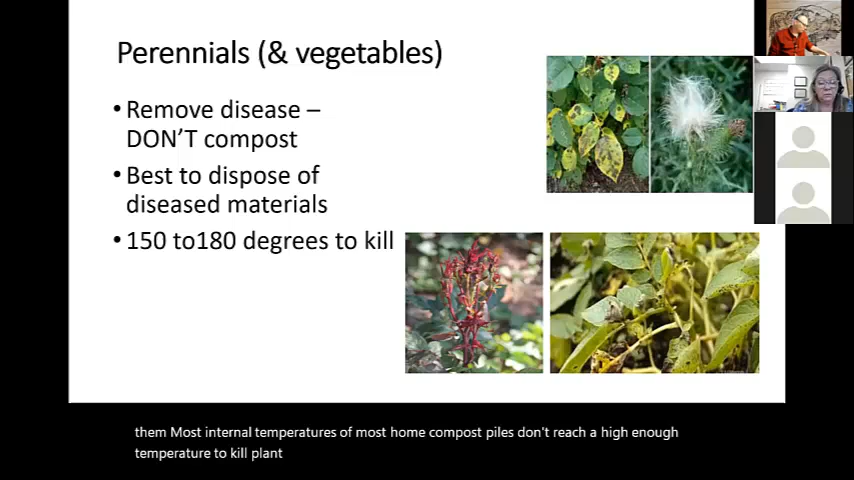 Perennials (& vegetables)
• Remove disease –
DON'T compost
• Best to dispose of
diseased materials
• 150 to180 degrees to kill
them Most internal temperatures of most home compost piles don't reach a high enough
temperature to kill plant